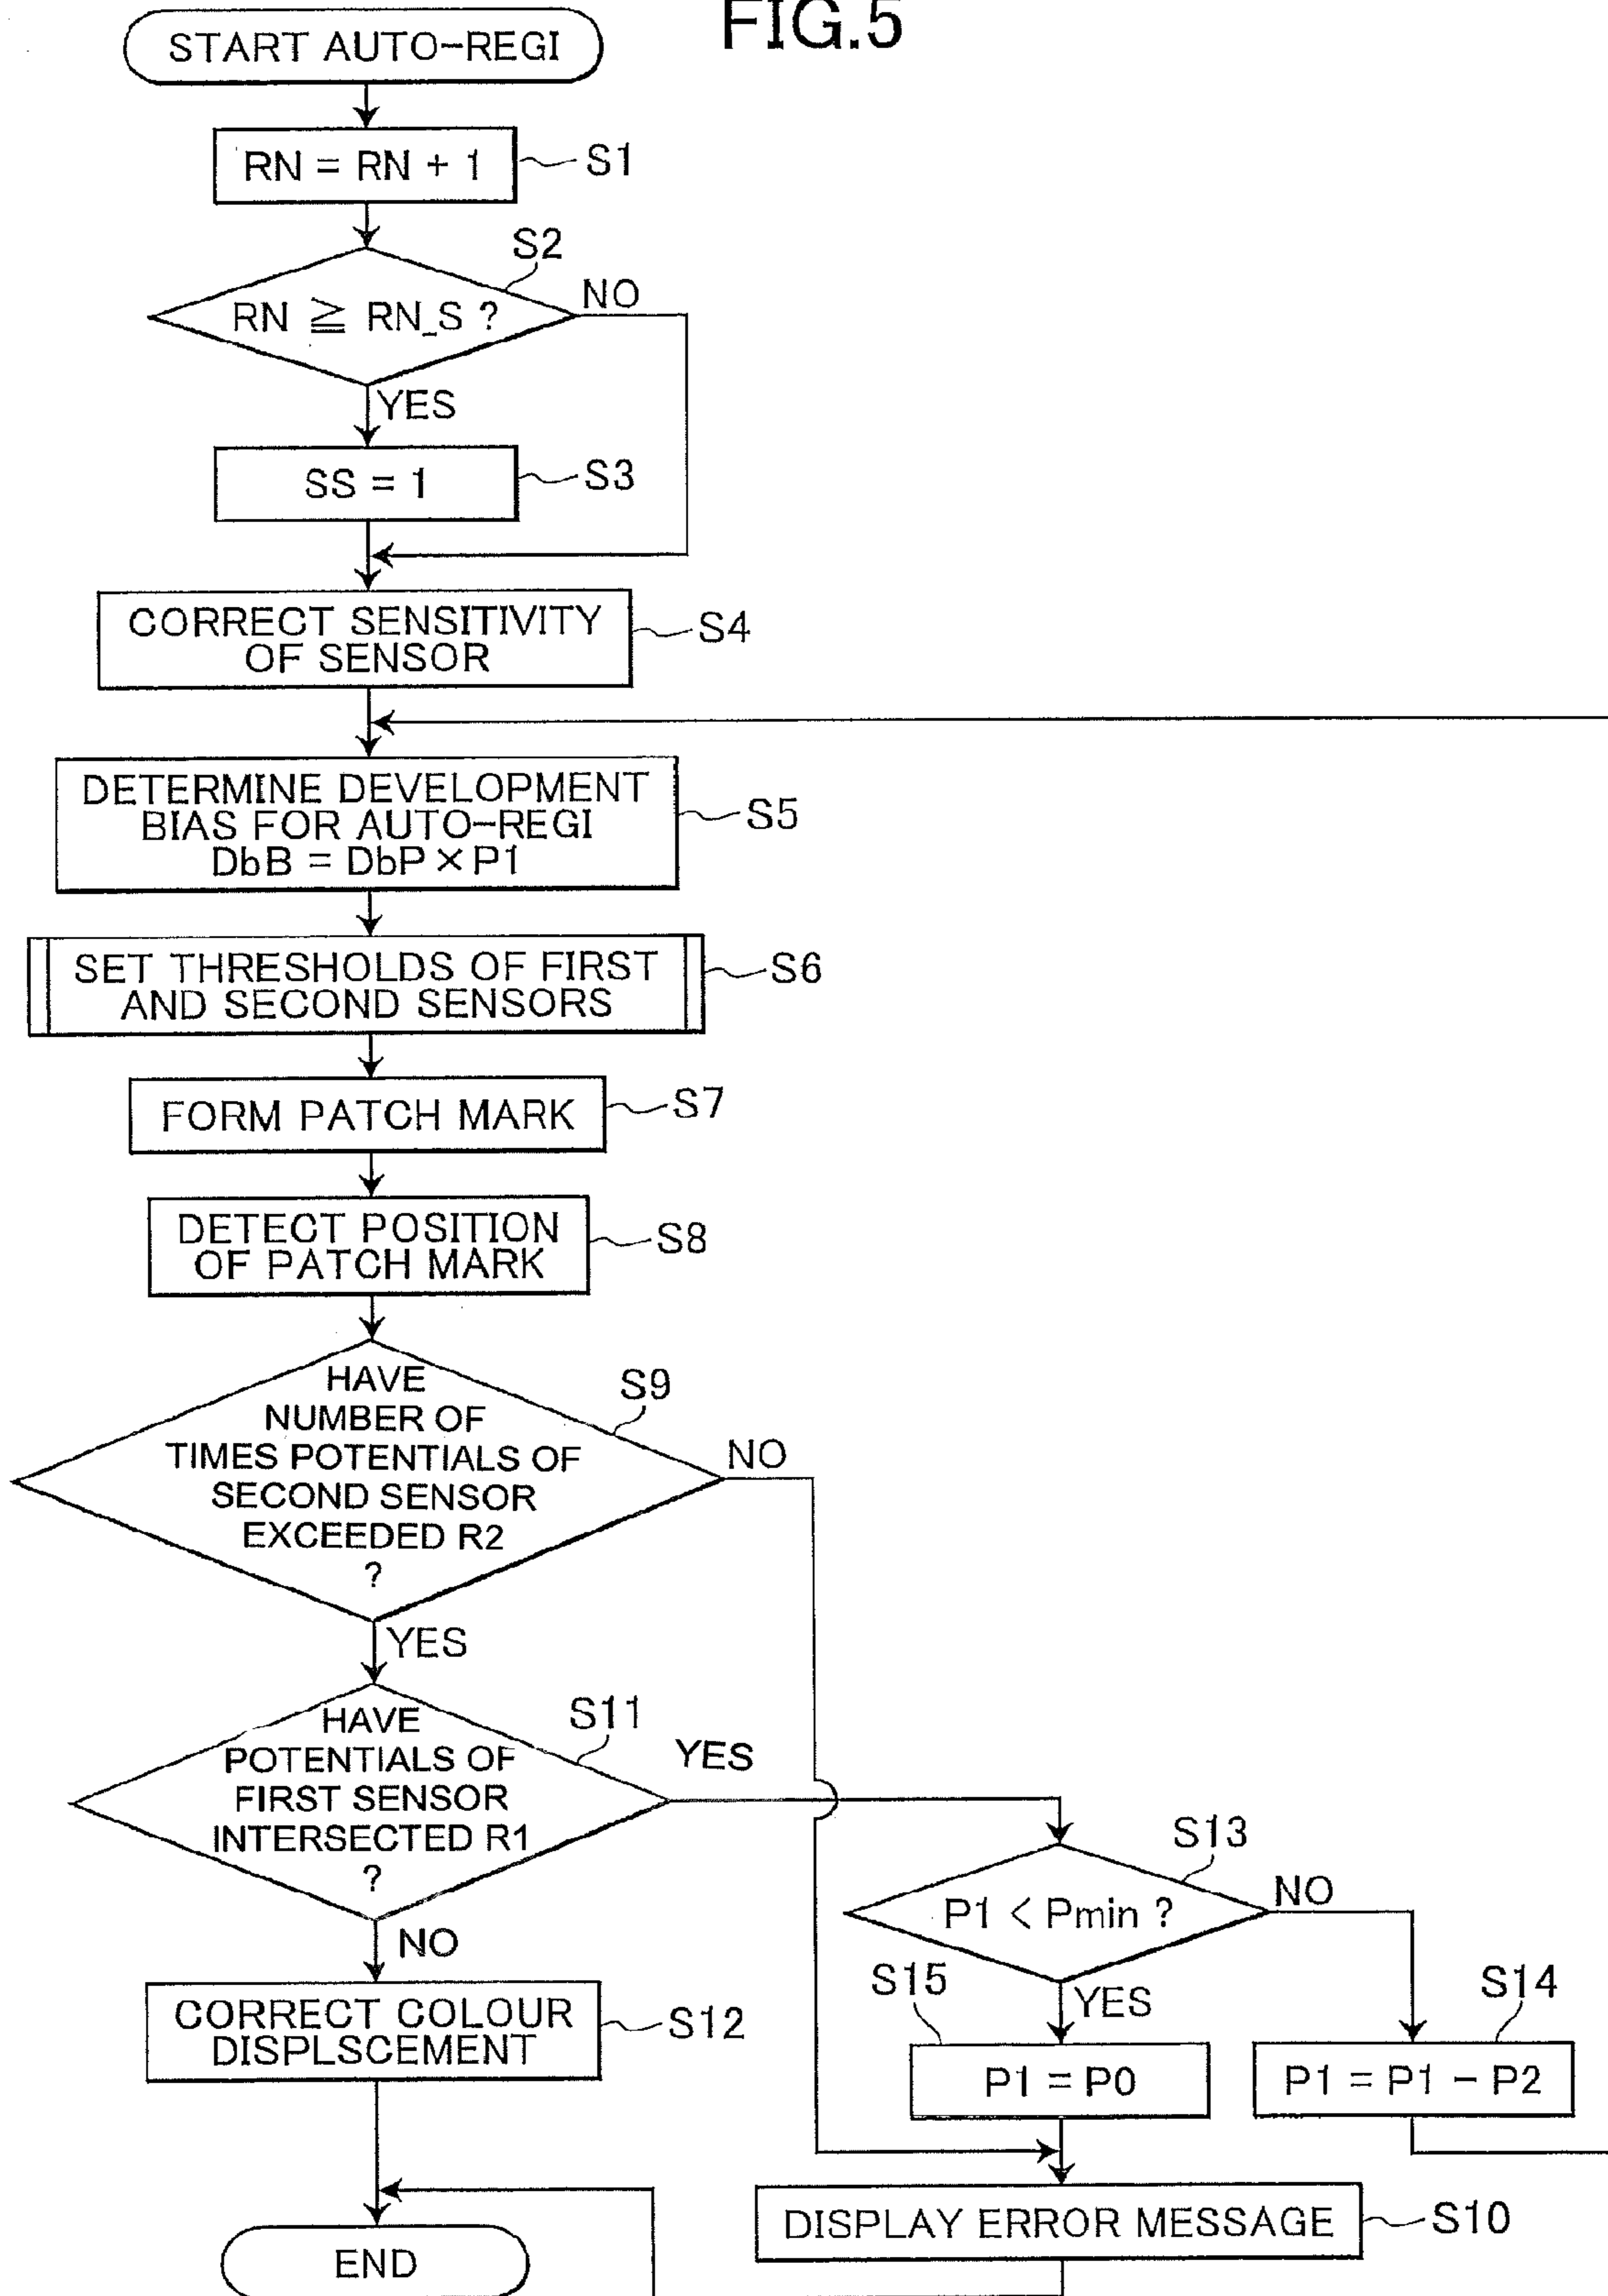 FIG.5
START AUTO-REGI
RN = RN + 1
S1
S2
RN ≧ RN_S ?
NO
YES
SS = 1
S3
CORRECT SENSITIVITY
OF SENSOR
S4
DETERMINE DEVELOPMENT
BIAS FOR AUTO-REGI
DbB = DbP × P1
S5
SET THRESHOLDS OF FIRST
AND SECOND SENSORS
S6
FORM PATCH MARK
S7
DETECT POSITION
OF PATCH MARK
S8
HAVE
NUMBER OF
TIMES POTENTIALS OF
SECOND SENSOR
EXCEEDED R2
?
S9
NO
YES
HAVE
POTENTIALS OF
FIRST SENSOR
INTERSECTED R1
?
S11
YES
NO
S13
P1 < Pmin ?
NO
YES
CORRECT COLOUR
DISPLSCEMENT
S12
S15
P1 = P0
S14
P1 = P1 − P2
DISPLAY ERROR MESSAGE
S10
END